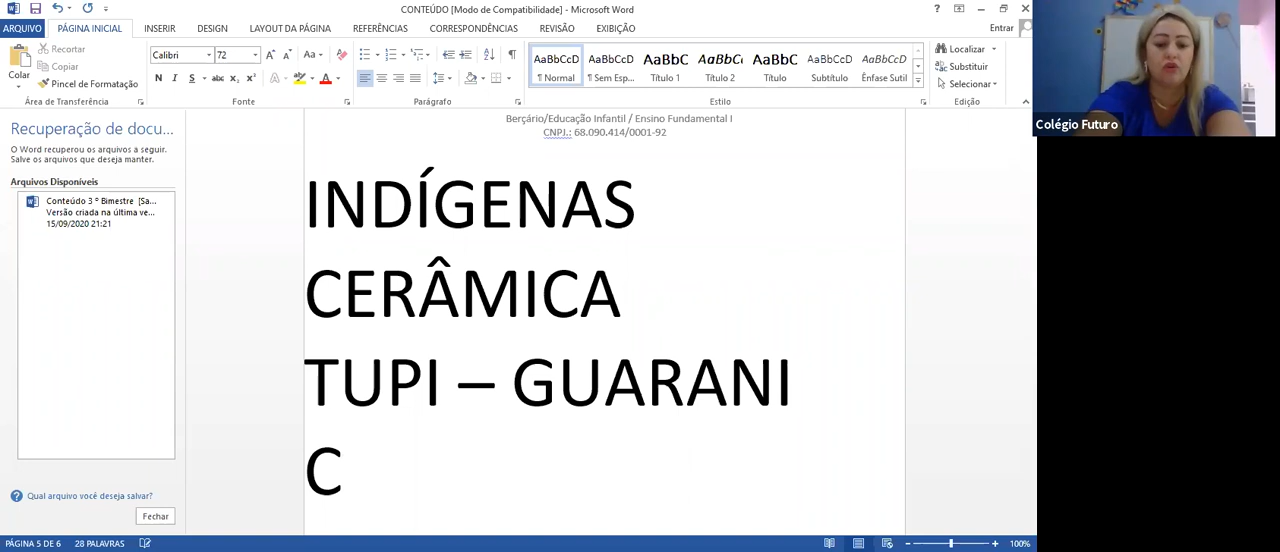 CONTEÚDO [Modo de Compatibilidade] - Microsoft Word
Entrar
ARQUIVO PÁGINA INICIAL INSERIR DESIGN LAYOUT DA PÁGINA REFERÊNCIAS CORRESPONDÊNCIAS REVISÃO EXIBIÇÃO
Colar
Recortar
Copiar
Pincel de Formatação
Área de Transferência
Calibri 72
Aa
N I S abc x₂ x²
Fonte
Parágrafo
AaBbCcD AaBbCcD AaBbC AaBbCc AaBbC AaBbCcD AaBbCcD
¶ Normal ¶ Sem Esp... Título 1 Título 2 Título Subtítulo Ênfase Sutil
Estilo
Localizar
Substituir
Selecionar
Edição
Colégio Futuro
Recuperação de docu...
O Word recuperou os arquivos a seguir.
Salve os arquivos que deseja manter.
Arquivos Disponíveis
Conteúdo 3 º Bimestre [Sa...
Versão criada na última ve...
15/09/2020 21:21
Qual arquivo você deseja salvar?
Fechar
Berçário/Educação Infantil / Ensino Fundamental I
CNPJ.: 68.090.414/0001-92
INDÍGENAS
CERÂMICA
TUPI – GUARANI
C
PÁGINA 5 DE 6 28 PALAVRAS
100%